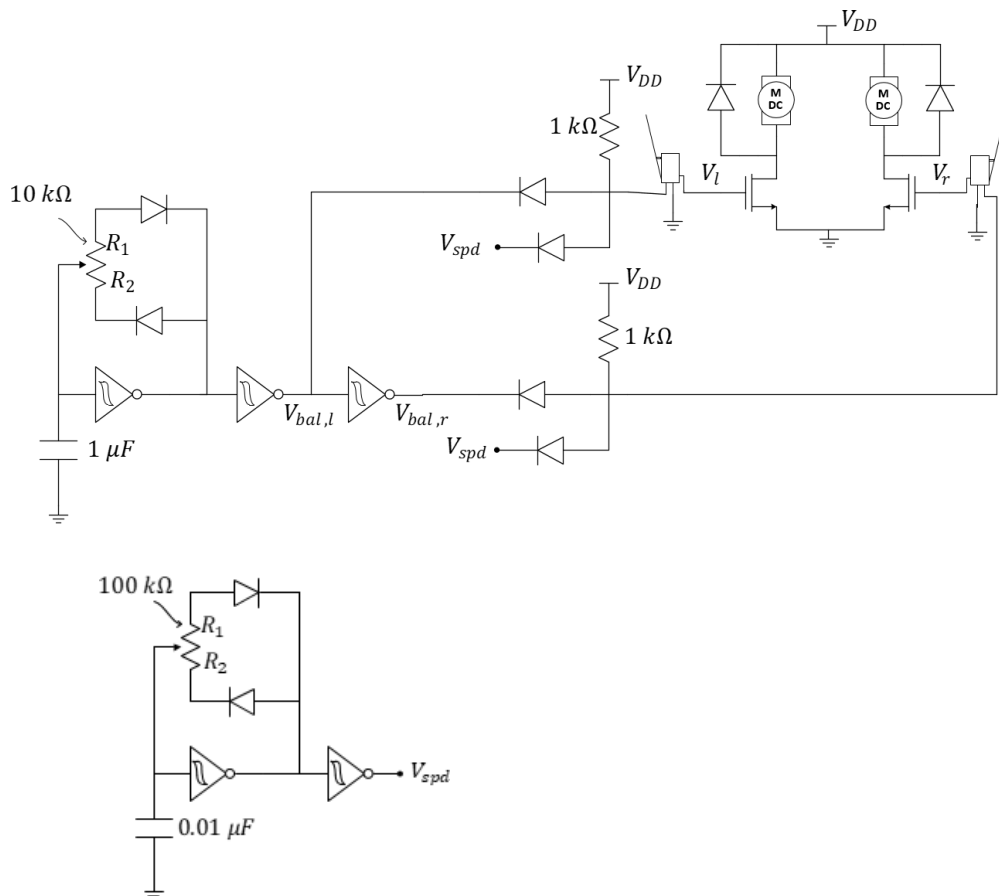 V_DD
V_DD
1 kΩ
M
DC
M
DC
V_l
V_r
10 kΩ
R_1
R_2
V_spd
V_DD
1 kΩ
V_bal,l
V_bal,r
V_spd
1 μF
100 kΩ
R_1
R_2
V_spd
0.01 μF